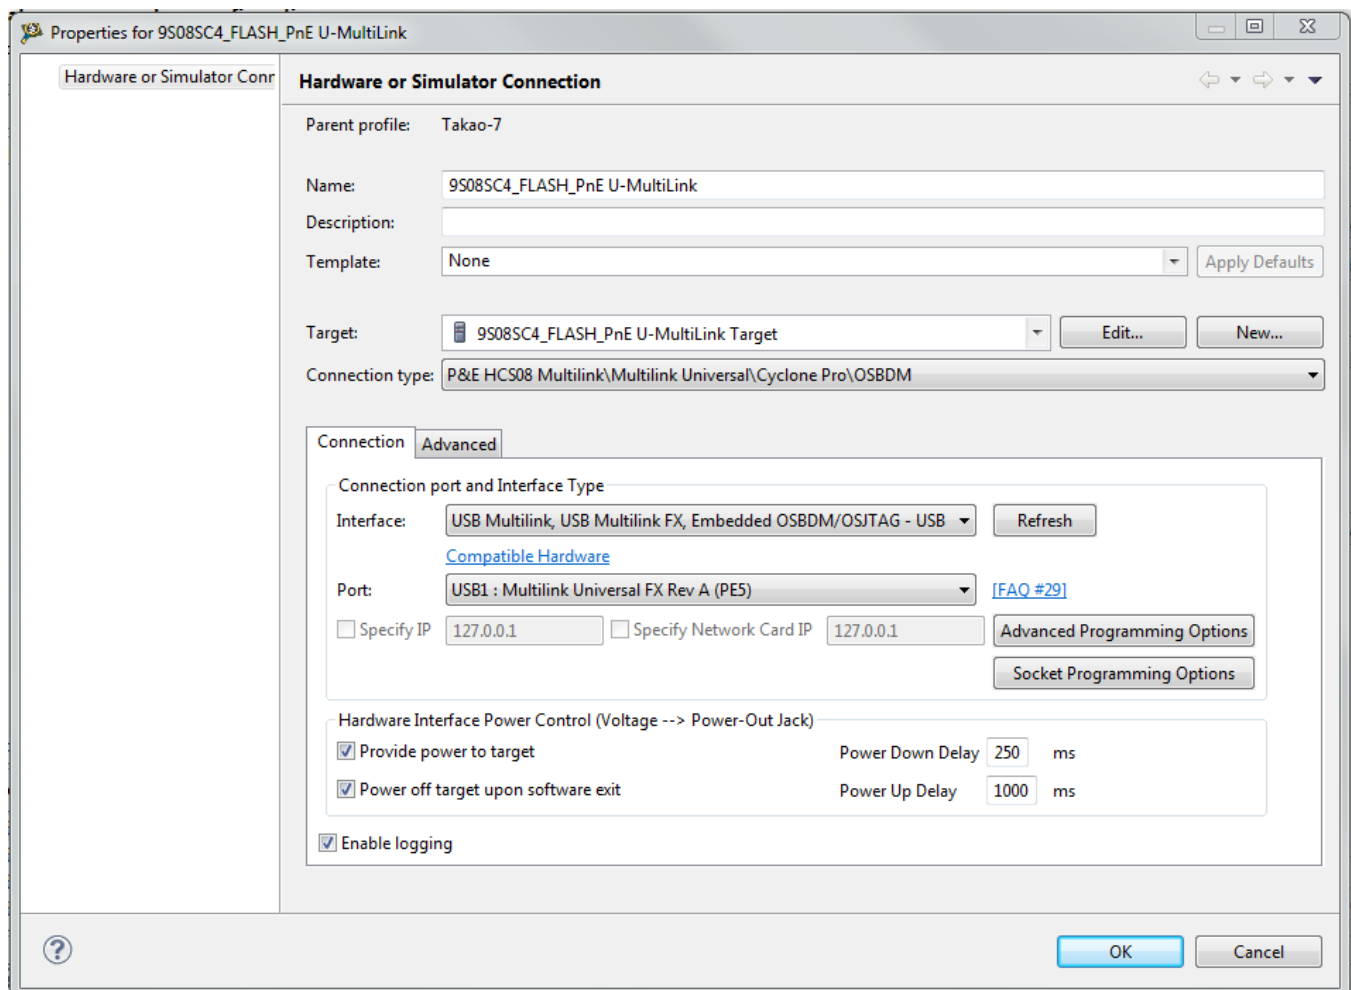 Properties for 9S08SC4_FLASH_PnE U-MultiLink
Hardware or Simulator Conn
Hardware or Simulator Connection
Parent profile: Takao-7
Name: 9S08SC4_FLASH_PnE U-MultiLink
Description:
Template: None Apply Defaults
Target: 9S08SC4_FLASH_PnE U-MultiLink Target Edit... New...
Connection type: P&E HCS08 Multilink\Multilink Universal\Cyclone Pro\OSBDM
Connection Advanced
Connection port and Interface Type
Interface: USB Multilink, USB Multilink FX, Embedded OSBDM/OSJTAG - USB Refresh
Compatible Hardware
Port: USB1 : Multilink Universal FX Rev A (PE5) [FAQ #29]
Specify IP 127.0.0.1 Specify Network Card IP 127.0.0.1 Advanced Programming Options
Socket Programming Options
Hardware Interface Power Control (Voltage --> Power-Out Jack)
Provide power to target Power Down Delay 250 ms
Power off target upon software exit Power Up Delay 1000 ms
Enable logging
? OK Cancel